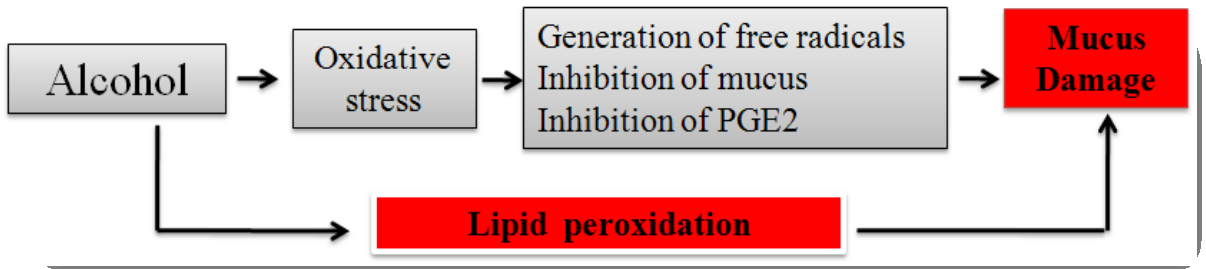 Alcohol
Oxidative
stress
Generation of free radicals
Inhibition of mucus
Inhibition of PGE2
Mucus
Damage
Lipid peroxidation